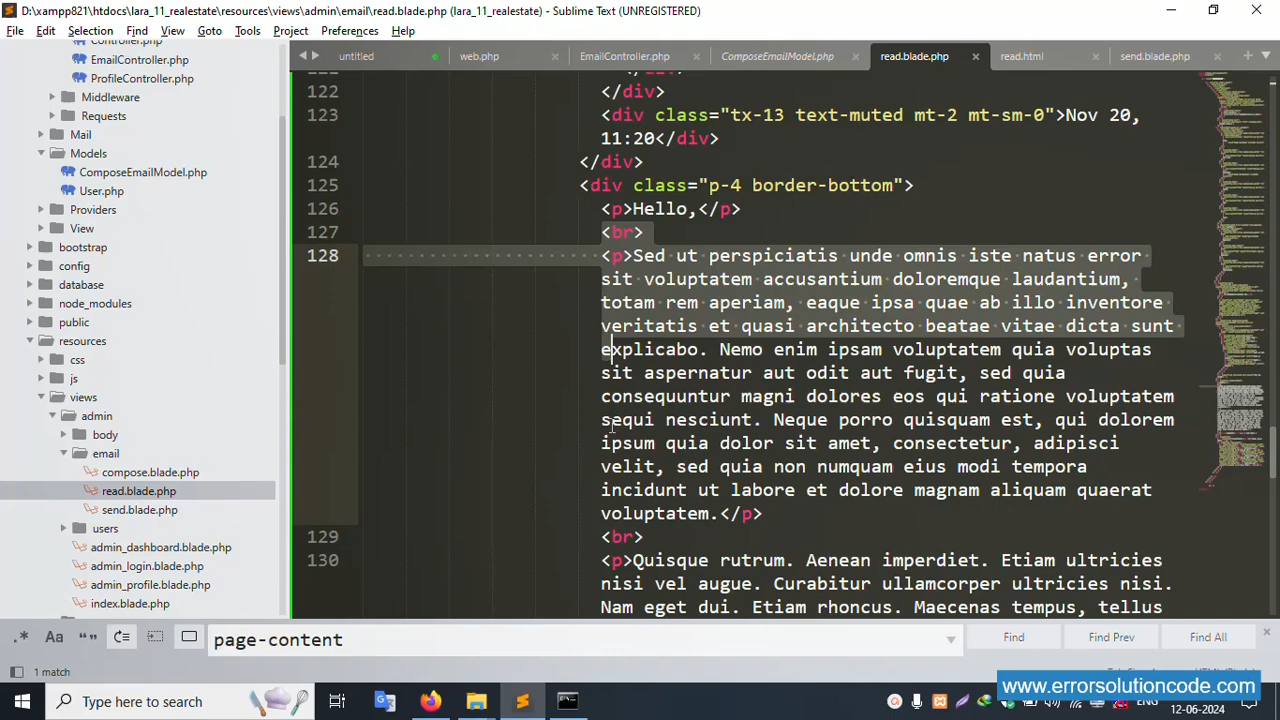 D:\xampp821\htdocs\lara_11_realestate\resources\views\admin\email\read.blade.php (lara_11_realestate) - Sublime Text (UNREGISTERED)
File Edit Selection Find View Goto Tools Project Preferences Help
Controller.php
EmailController.php
ProfileController.php
Middleware
Requests
Mail
Models
ComposeEmailModel.php
User.php
Providers
View
bootstrap
config
database
node_modules
public
resources
css
js
views
admin
body
email
compose.blade.php
read.blade.php
send.blade.php
users
admin_dashboard.blade.php
admin_login.blade.php
admin_profile.blade.php
index.blade.php
untitled web.php EmailController.php ComposeEmailModel.php read.blade.php read.html send.blade.php
121 </div>
122 </div>
123 <div class="tx-13 text-muted mt-2 mt-sm-0">Nov 20,
11:20</div>
124 </div>
125 <div class="p-4 border-bottom">
126 <p>Hello,</p>
127 <br>
128 <p>Sed ut perspiciatis unde omnis iste natus error
sit voluptatem accusantium doloremque laudantium,
totam rem aperiam, eaque ipsa quae ab illo inventore
veritatis et quasi architecto beatae vitae dicta sunt
explicabo. Nemo enim ipsam voluptatem quia voluptas
sit aspernatur aut odit aut fugit, sed quia
consequuntur magni dolores eos qui ratione voluptatem
sequi nesciunt. Neque porro quisquam est, qui dolorem
ipsum quia dolor sit amet, consectetur, adipisci
velit, sed quia non numquam eius modi tempora
incidunt ut labore et dolore magnam aliquam quaerat
voluptatem.</p>
129 <br>
130 <p>Quisque rutrum. Aenean imperdiet. Etiam ultricies
nisi vel augue. Curabitur ullamcorper ultricies nisi.
Nam eget dui. Etiam rhoncus. Maecenas tempus, tellus
.* Aa “” page-content Find Find Prev Find All
1 match
Type here to search
www.errorsolutioncode.com
ENG
12-06-2024